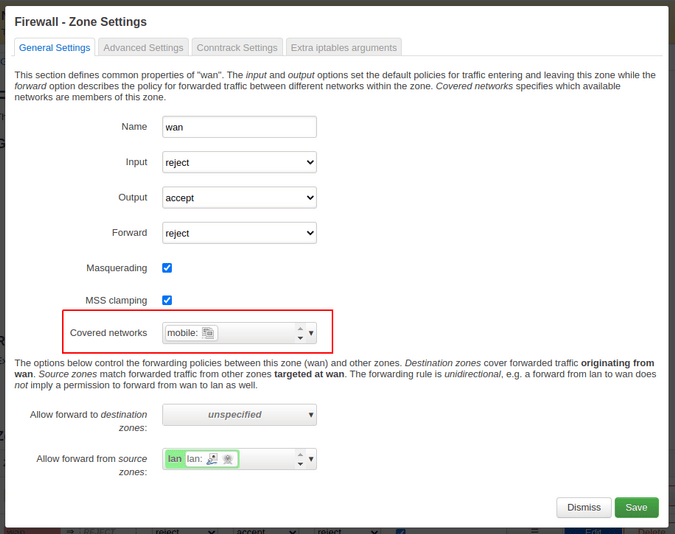 Firewall - Zone Settings
General Settings Advanced Settings Conntrack Settings Extra iptables arguments
This section defines common properties of "wan". The input and output options set the default policies for traffic entering and leaving this zone while the
forward option describes the policy for forwarded traffic between different networks within the zone. Covered networks specifies which available
networks are members of this zone.
Name wan
Input reject
Output accept
Forward reject
Masquerading
MSS clamping
Covered networks mobile:
The options below control the forwarding policies between this zone (wan) and other zones. Destination zones cover forwarded traffic originating from
wan. Source zones match forwarded traffic from other zones targeted at wan. The forwarding rule is unidirectional, e.g. a forward from lan to wan does
not imply a permission to forward from wan to lan as well.
Allow forward to destination unspecified
zones:
Allow forward from source lan lan:
zones:
Dismiss Save
REJECT reject accept reject Edit Delete